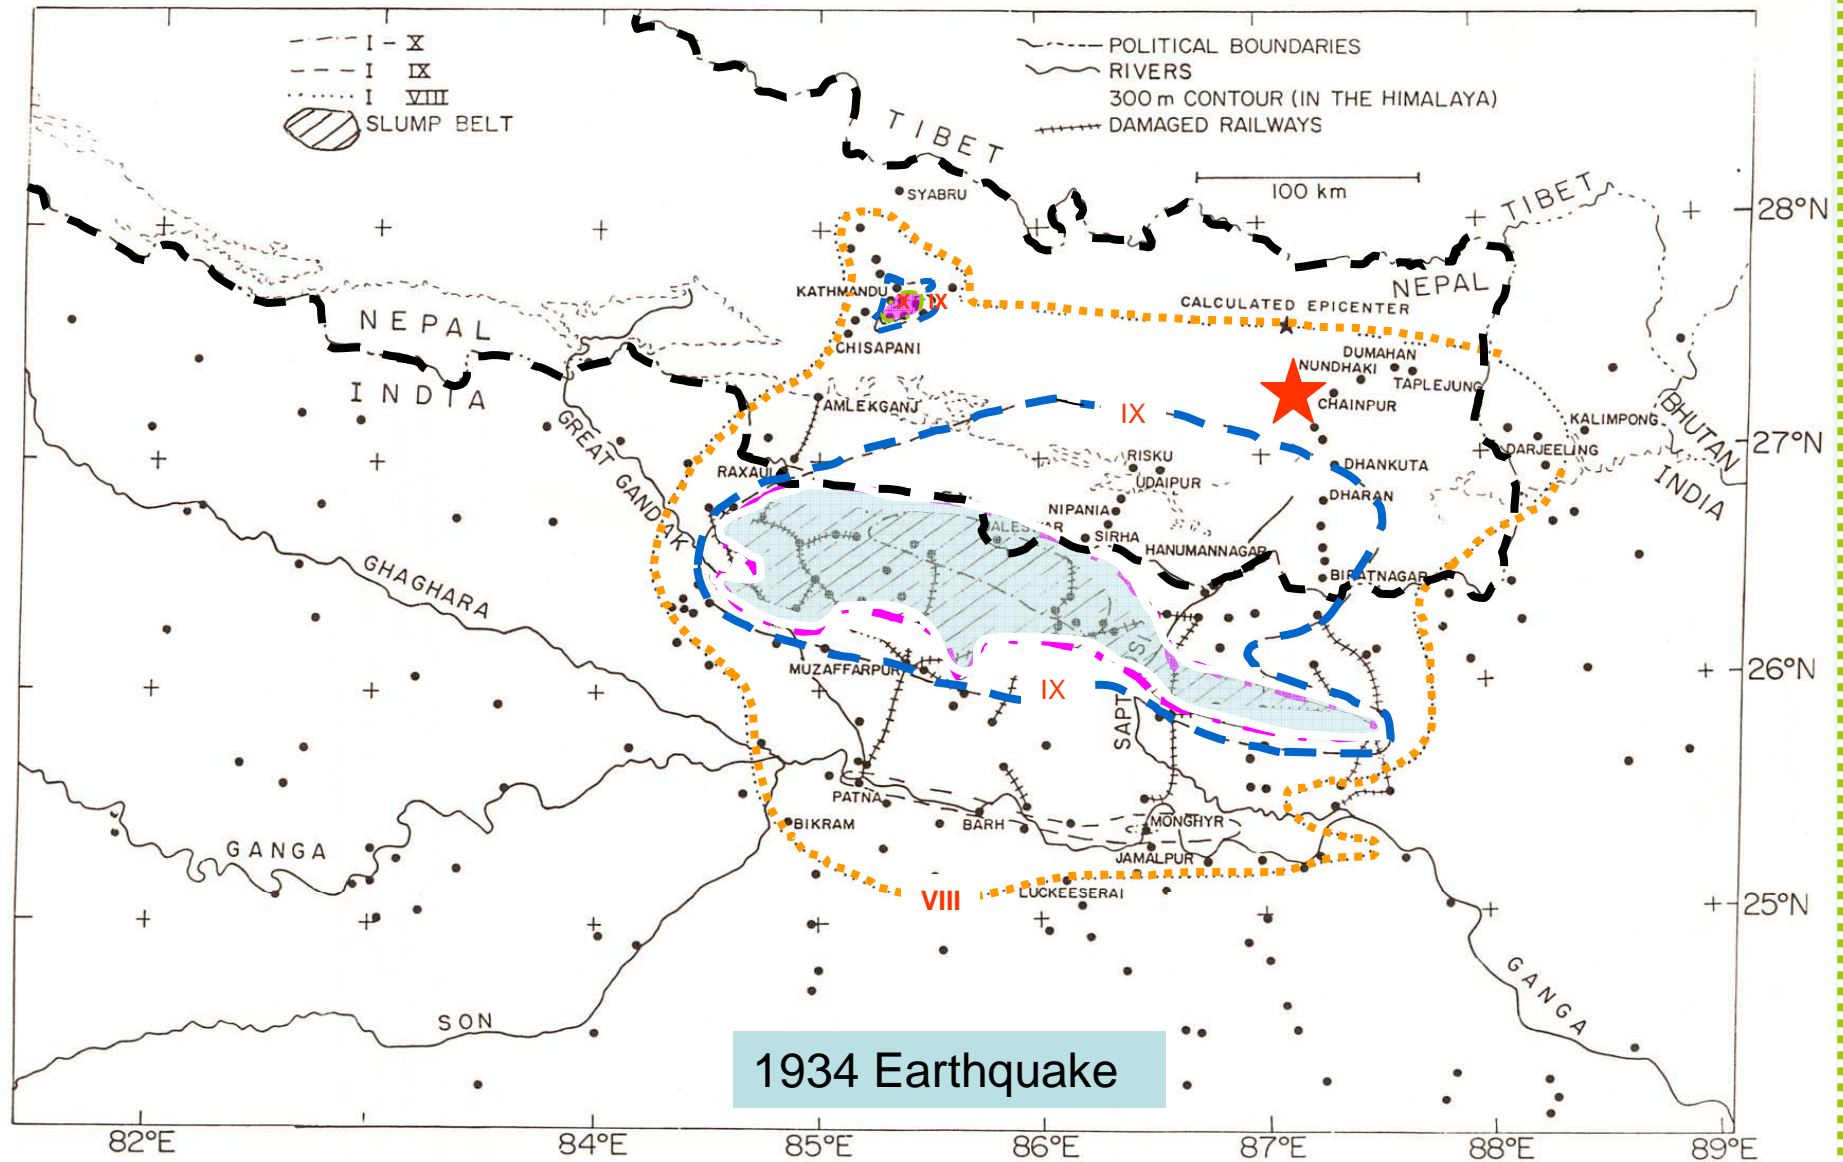 I - X
I IX
I VIII
SLUMP BELT
POLITICAL BOUNDARIES
RIVERS
300 m CONTOUR (IN THE HIMALAYA)
DAMAGED RAILWAYS
100 km
TIBET
TIBET
SYABRU
28°N
KATHMANDU
X IX
NEPAL
CALCULATED EPICENTER
NEPAL
CHISAPANI
DUMAHAN
NUNDHAKI
TAPLEJUNG
INDIA
AMLEKGANJ
IX
CHAINPUR
KALIMPONG
BHUTAN
27°N
GREAT GANDAK
RAXAUL
RISKU
UDAIPUR
DHANKUTA
DARJEELING
INDIA
DHARAN
NIPANIA
SIRHA
HANUMANNAGAR
BIRATNAGAR
GHAGHARA
MUZAFFARPUR
IX
26°N
SAPT
OSI
PATNA
BIKRAM
BARH
MONGHYR
GANGA
JAMALPUR
VIII
LUCKEESERAI
25°N
GANGA
SON
1934 Earthquake
82°E
84°E
85°E
86°E
87°E
88°E
89°E